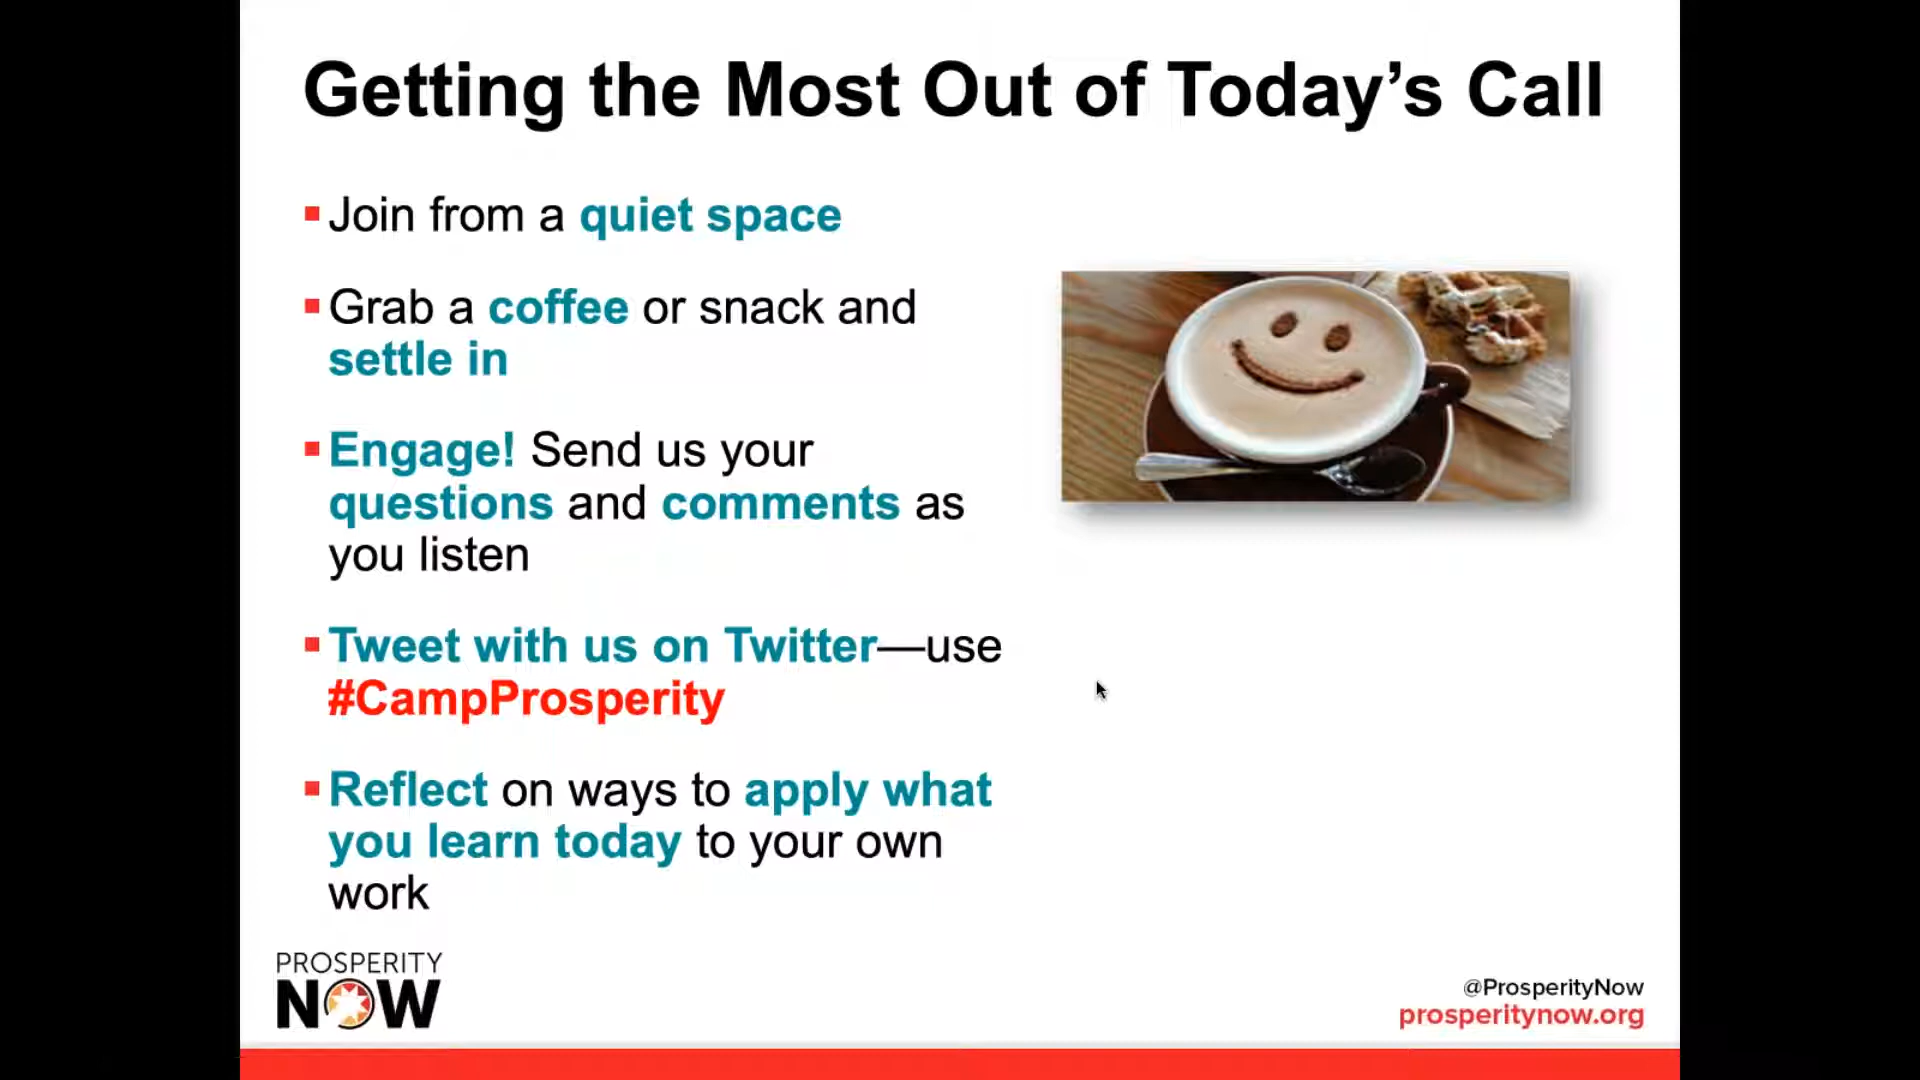 Getting the Most Out of Today’s Call
Join from a quiet space
Grab a coffee or snack and
settle in
Engage! Send us your
questions and comments as
you listen
Tweet with us on Twitter—use
#CampProsperity
Reflect on ways to apply what
you learn today to your own
work
PROSPERITY
NOW
@ProsperityNow
prosperitynow.org